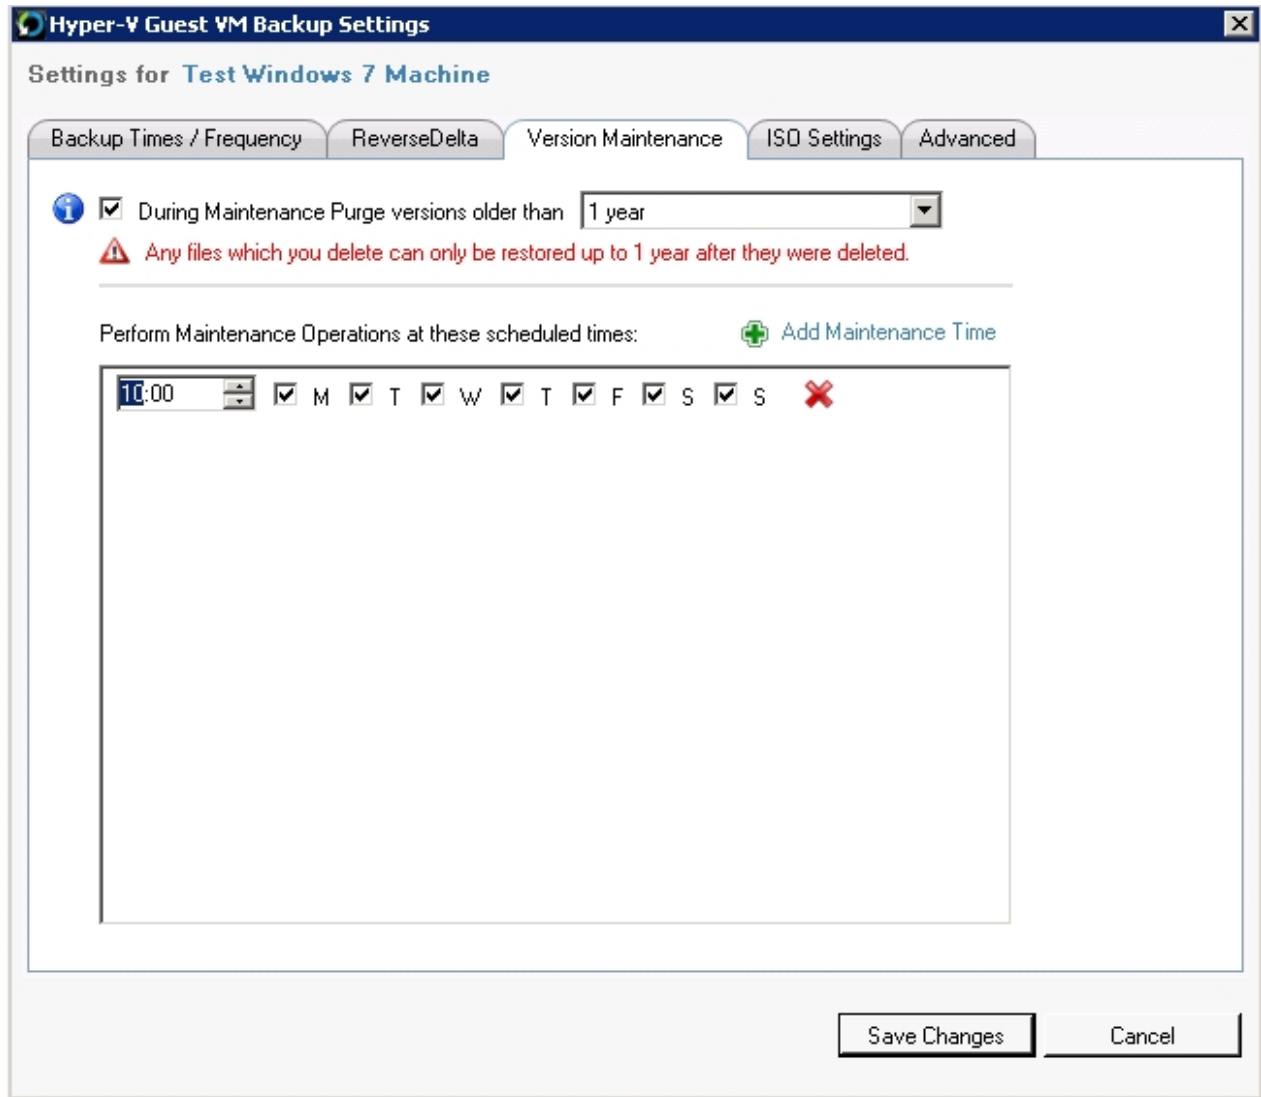 Hyper-V Guest VM Backup Settings
Settings for Test Windows 7 Machine
Backup Times / Frequency ReverseDelta Version Maintenance ISO Settings Advanced
During Maintenance Purge versions older than 1 year
Any files which you delete can only be restored up to 1 year after they were deleted.
Perform Maintenance Operations at these scheduled times: Add Maintenance Time
10:00 M T W T F S S
Save Changes Cancel